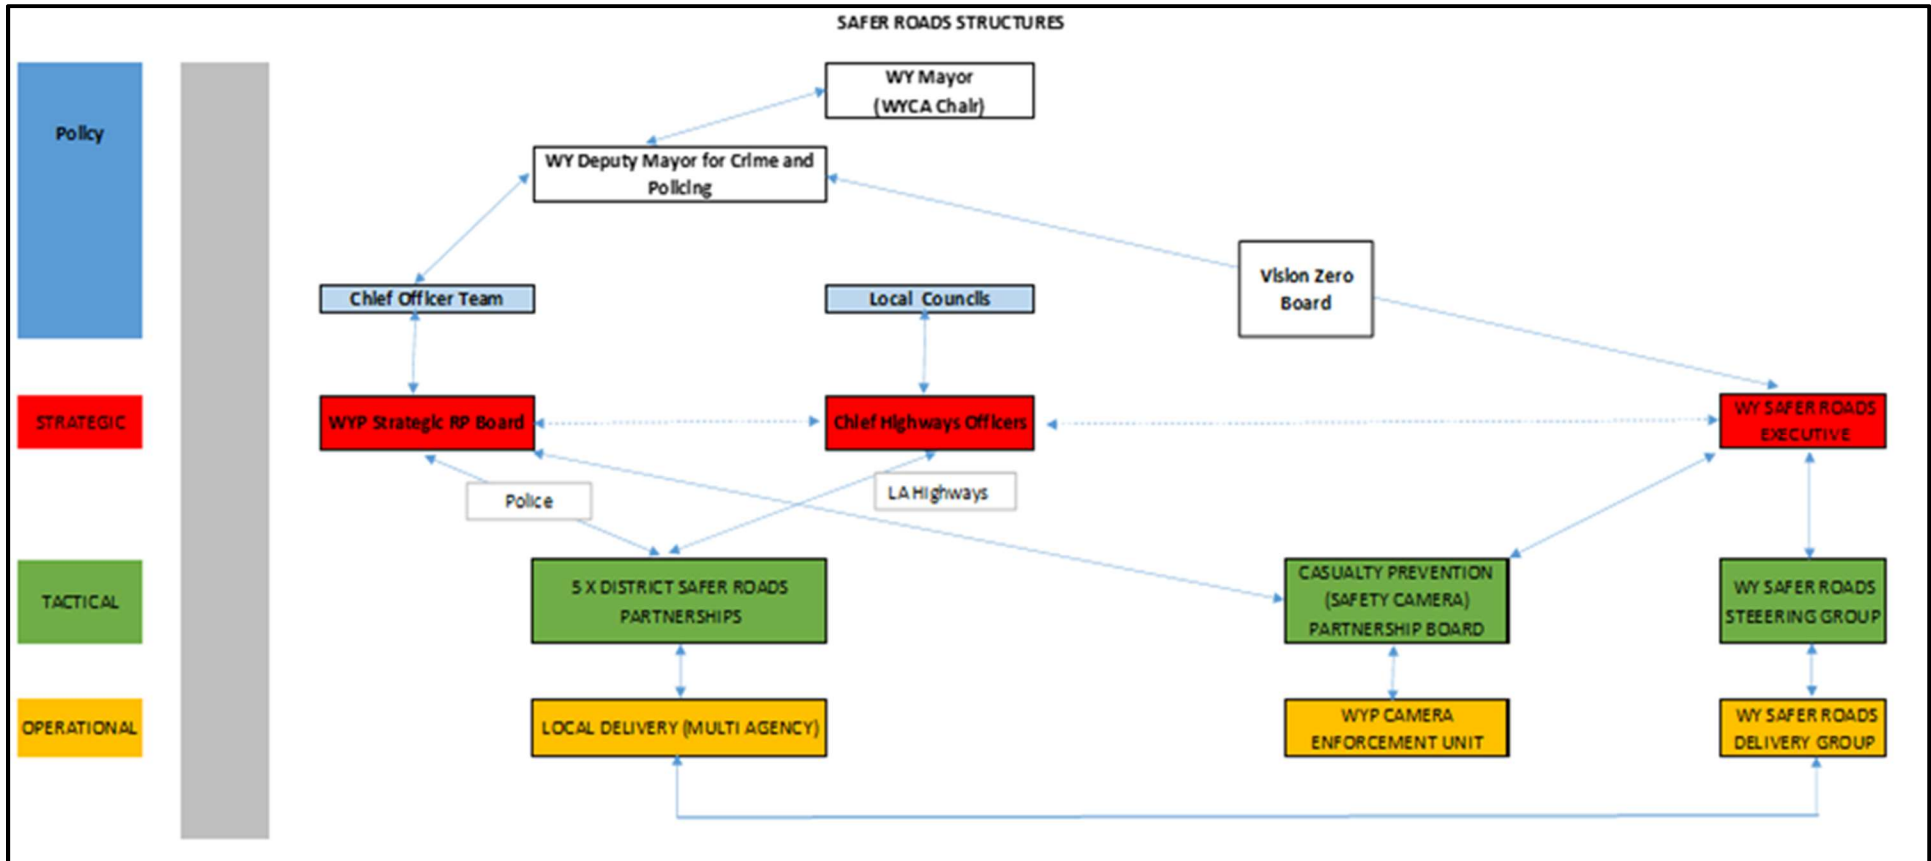 SAFER ROADS STRUCTURES
WY Mayor
(WYCA Chair)
Policy
WY Deputy Mayor for Crime and
Policing
Vision Zero
Board
Chief Officer Team
Local Councils
STRATEGIC
WYP Strategic RP Board
Chief Highways Officers
WY SAFER ROADS
EXECUTIVE
Police
LA Highways
TACTICAL
5 X DISTRICT SAFER ROADS
PARTNERSHIPS
CASUALTY PREVENTION
(SAFETY CAMERA)
PARTNERSHIP BOARD
WY SAFER ROADS
STEEERING GROUP
OPERATIONAL
LOCAL DELIVERY (MULTI AGENCY)
WYP CAMERA
ENFORCEMENT UNIT
WY SAFER ROADS
DELIVERY GROUP